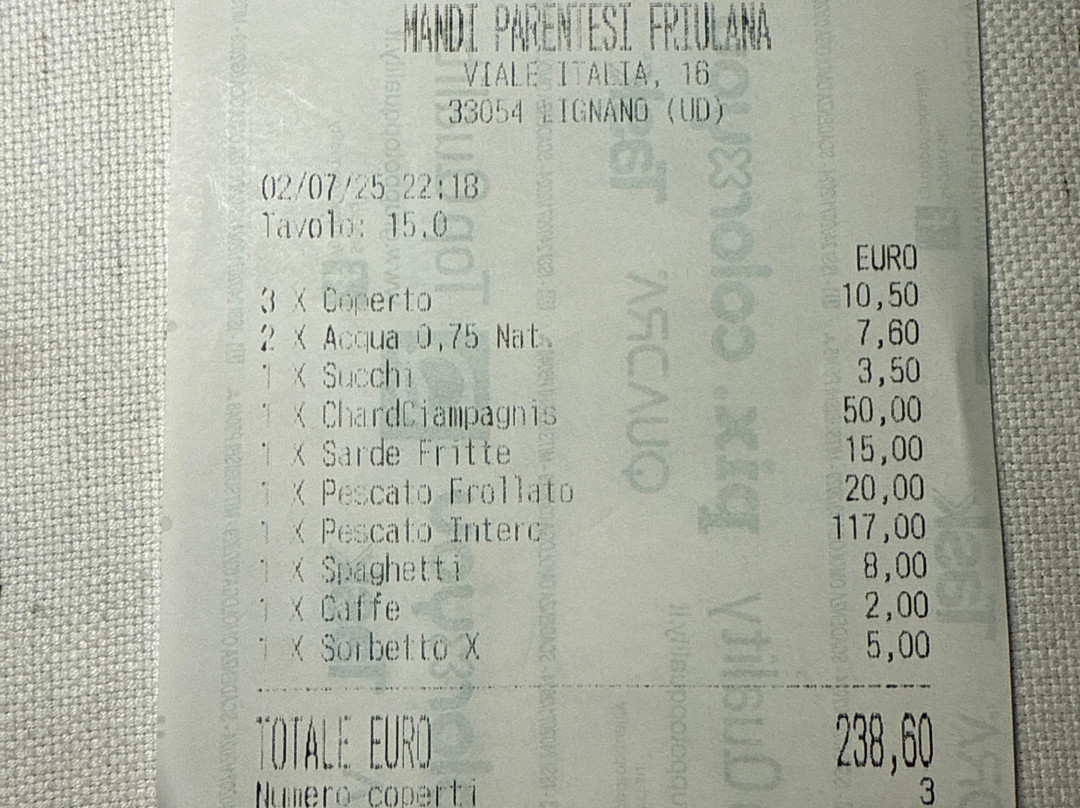 MANDI PARENTESI FRIULANA
VIALE ITALIA, 16
33054 LIGNANO (UD)
02/07/25 22:18
Tavolo: 15.0
EURO
3 X Coperto 10,50
2 X Acqua 0,75 Nat. 7,60
1 X Succhi 3,50
1 X ChardCiampagnis 50,00
1 X Sarde Fritte 15,00
1 X Pescato Frollato 20,00
1 X Pescato Intero 117,00
1 X Spaghetti 8,00
1 X Caffe 2,00
1 X Sorbetto X 5,00
TOTALE EURO 238,60
Numero coperti 3